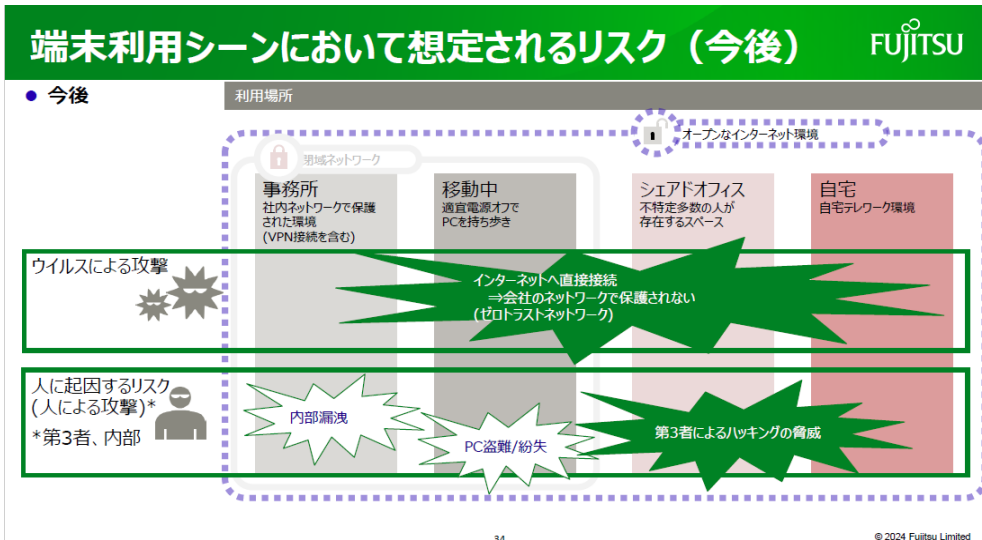 端末利用シーンにおいて想定されるリスク（今後）
FUJITSU
● 今後
利用場所
オープンなインターネット環境
閉域ネットワーク
事務所
社内ネットワークで保護
された環境
(VPN接続を含む)
移動中
適宜電源オフで
PCを持ち歩き
シェアドオフィス
不特定多数の人が
存在するスペース
自宅
自宅テレワーク環境
ウイルスによる攻撃
インターネットへ直接接続
⇒会社のネットワークで保護されない
(ゼロトラストネットワーク)
人に起因するリスク
(人による攻撃)*
*第3者、内部
内部漏洩
PC盗難/紛失
第3者によるハッキングの脅威
34
© 2024 Fujitsu Limited